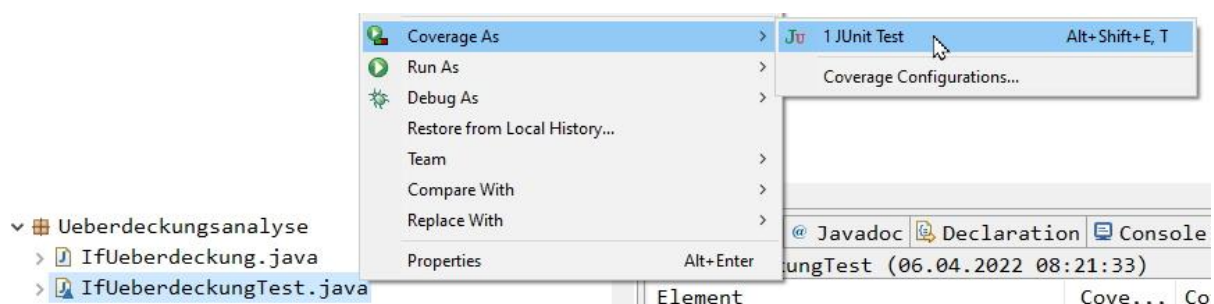 Coverage As
1 JUnit Test Alt+Shift+E, T
Run As
Coverage Configurations...
Debug As
Restore from Local History...
Team
Compare With
Replace With
Properties Alt+Enter
Ueberdeckungsanalyse
IfUeberdeckung.java
IfUeberdeckungTest.java
@ Javadoc Declaration Console
ungTest (06.04.2022 08:21:33)
Element Cove... Co